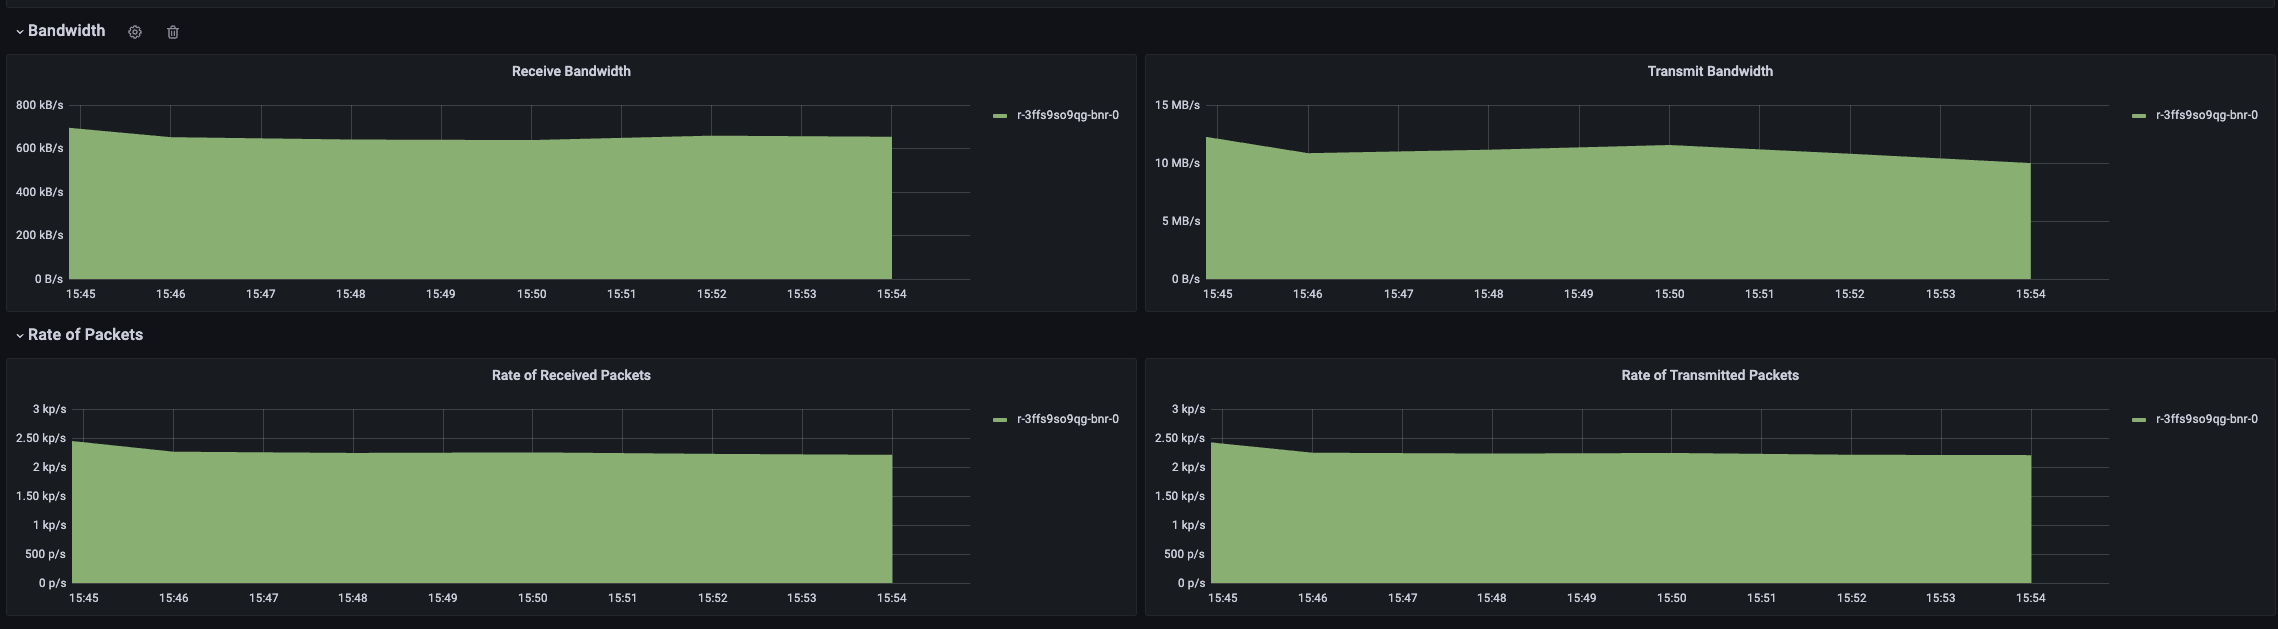 Bandwidth
Receive Bandwidth
800 kB/s
600 kB/s
400 kB/s
200 kB/s
0 B/s
15:45 15:46 15:47 15:48 15:49 15:50 15:51 15:52 15:53 15:54
r-3ffs9so9qg-bnr-0
Transmit Bandwidth
15 MB/s
10 MB/s
5 MB/s
0 B/s
15:45 15:46 15:47 15:48 15:49 15:50 15:51 15:52 15:53 15:54
r-3ffs9so9qg-bnr-0
Rate of Packets
Rate of Received Packets
3 kp/s
2.50 kp/s
2 kp/s
1.50 kp/s
1 kp/s
500 p/s
0 p/s
15:45 15:46 15:47 15:48 15:49 15:50 15:51 15:52 15:53 15:54
r-3ffs9so9qg-bnr-0
Rate of Transmitted Packets
3 kp/s
2.50 kp/s
2 kp/s
1.50 kp/s
1 kp/s
500 p/s
0 p/s
15:45 15:46 15:47 15:48 15:49 15:50 15:51 15:52 15:53 15:54
r-3ffs9so9qg-bnr-0